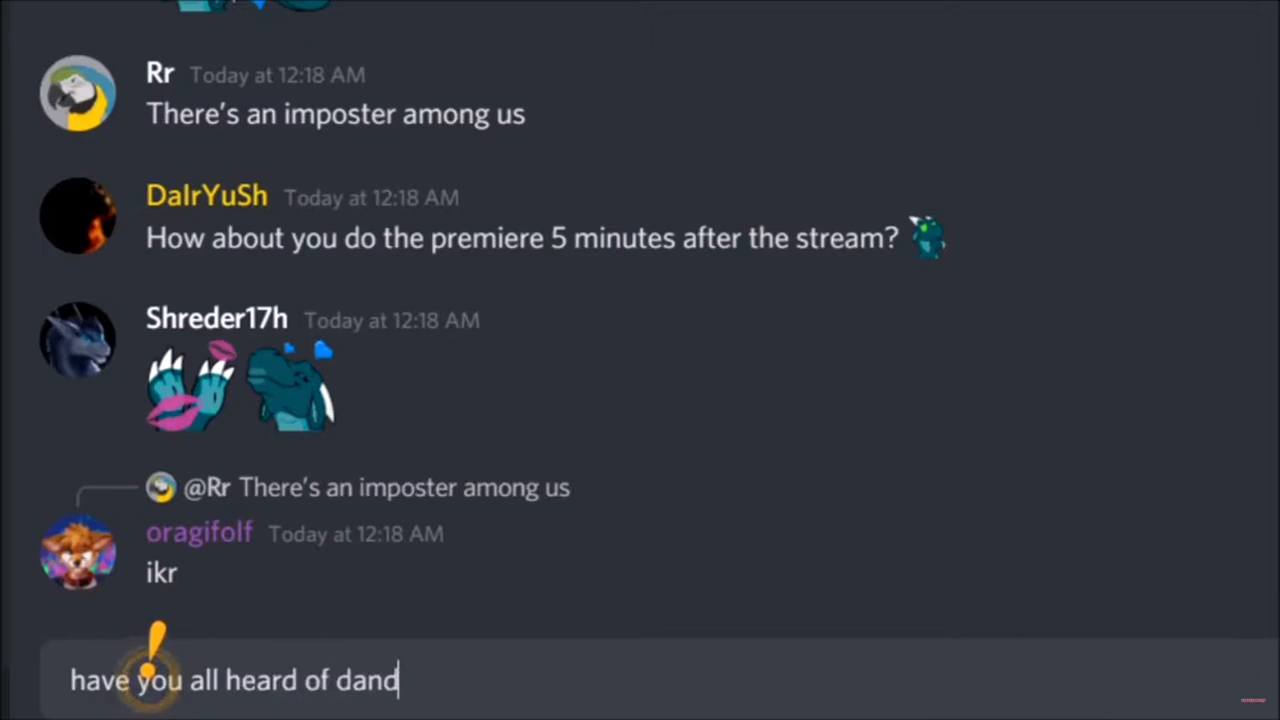 Rr Today at 12:18 AM
There's an imposter among us
DaIrYuSh Today at 12:18 AM
How about you do the premiere 5 minutes after the stream?
Shreder17h Today at 12:18 AM
@Rr There's an imposter among us
oragifolf Today at 12:18 AM
ikr
have you all heard of dand